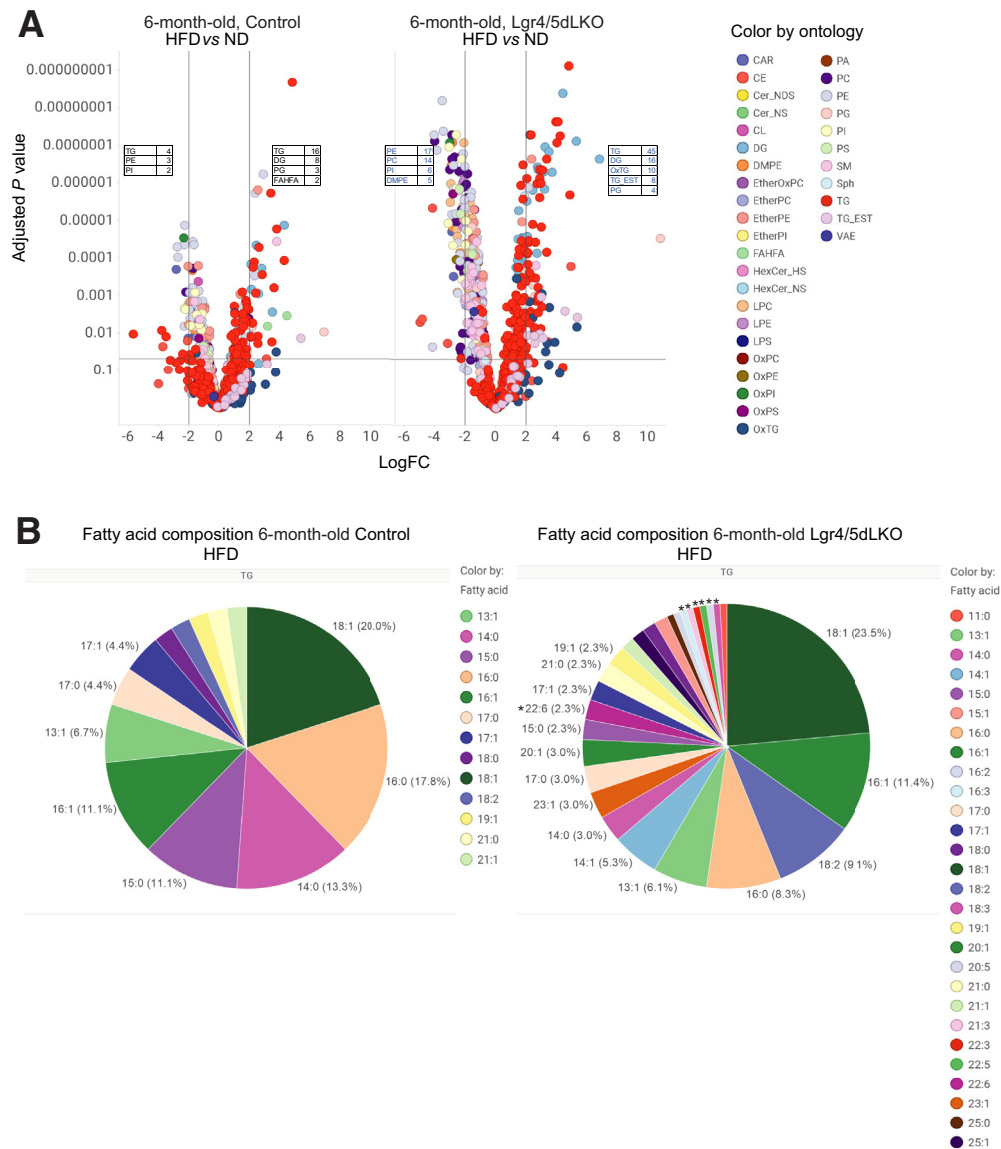 A
6-month-old, Control
HFD vs ND
6-month-old, Lgr4/5dLKO
HFD vs ND
Adjusted P value
0.000000001
0.00000001
0.0000001
0.000001
0.00001
0.0001
0.001
0.01
0.1
TG 4
PE 3
PI 2
TG 16
DG 8
PG 3
FAHFA 2
PE 17
PC 14
PI 6
DMPE 5
TG 45
DG 16
OxTG 10
TG_EST 8
PG 4
-6 -4 -2 0 2 4 6 8 10
-6 -4 -2 0 2 4 6 8 10
LogFC
Color by ontology
CAR
CE
Cer_NDS
Cer_NS
CL
DG
DMPE
EtherOxPC
EtherPC
EtherPE
EtherPI
FAHFA
HexCer_HS
HexCer_NS
LPC
LPE
LPS
OxPC
OxPE
OxPI
OxPS
OxTG
PA
PC
PE
PG
PI
PS
SM
Sph
TG
TG_EST
VAE
B
Fatty acid composition 6-month-old Control
HFD
TG
18:1 (20.0%)
16:0 (17.8%)
14:0 (13.3%)
15:0 (11.1%)
16:1 (11.1%)
13:1 (6.7%)
17:0 (4.4%)
17:1 (4.4%)
Color by:
Fatty acid
13:1
14:0
15:0
16:0
16:1
17:0
17:1
18:0
18:1
18:2
19:1
21:0
21:1
Fatty acid composition 6-month-old Lgr4/5dLKO
HFD
TG
******
18:1 (23.5%)
16:1 (11.4%)
18:2 (9.1%)
16:0 (8.3%)
13:1 (6.1%)
14:1 (5.3%)
14:0 (3.0%)
23:1 (3.0%)
17:0 (3.0%)
20:1 (3.0%)
15:0 (2.3%)
*22:6 (2.3%)
17:1 (2.3%)
21:0 (2.3%)
19:1 (2.3%)
Color by:
Fatty acid
11:0
13:1
14:0
14:1
15:0
15:1
16:0
16:1
16:2
16:3
17:0
17:1
18:0
18:1
18:2
18:3
19:1
20:1
20:5
21:0
21:1
21:3
22:3
22:5
22:6
23:1
25:0
25:1